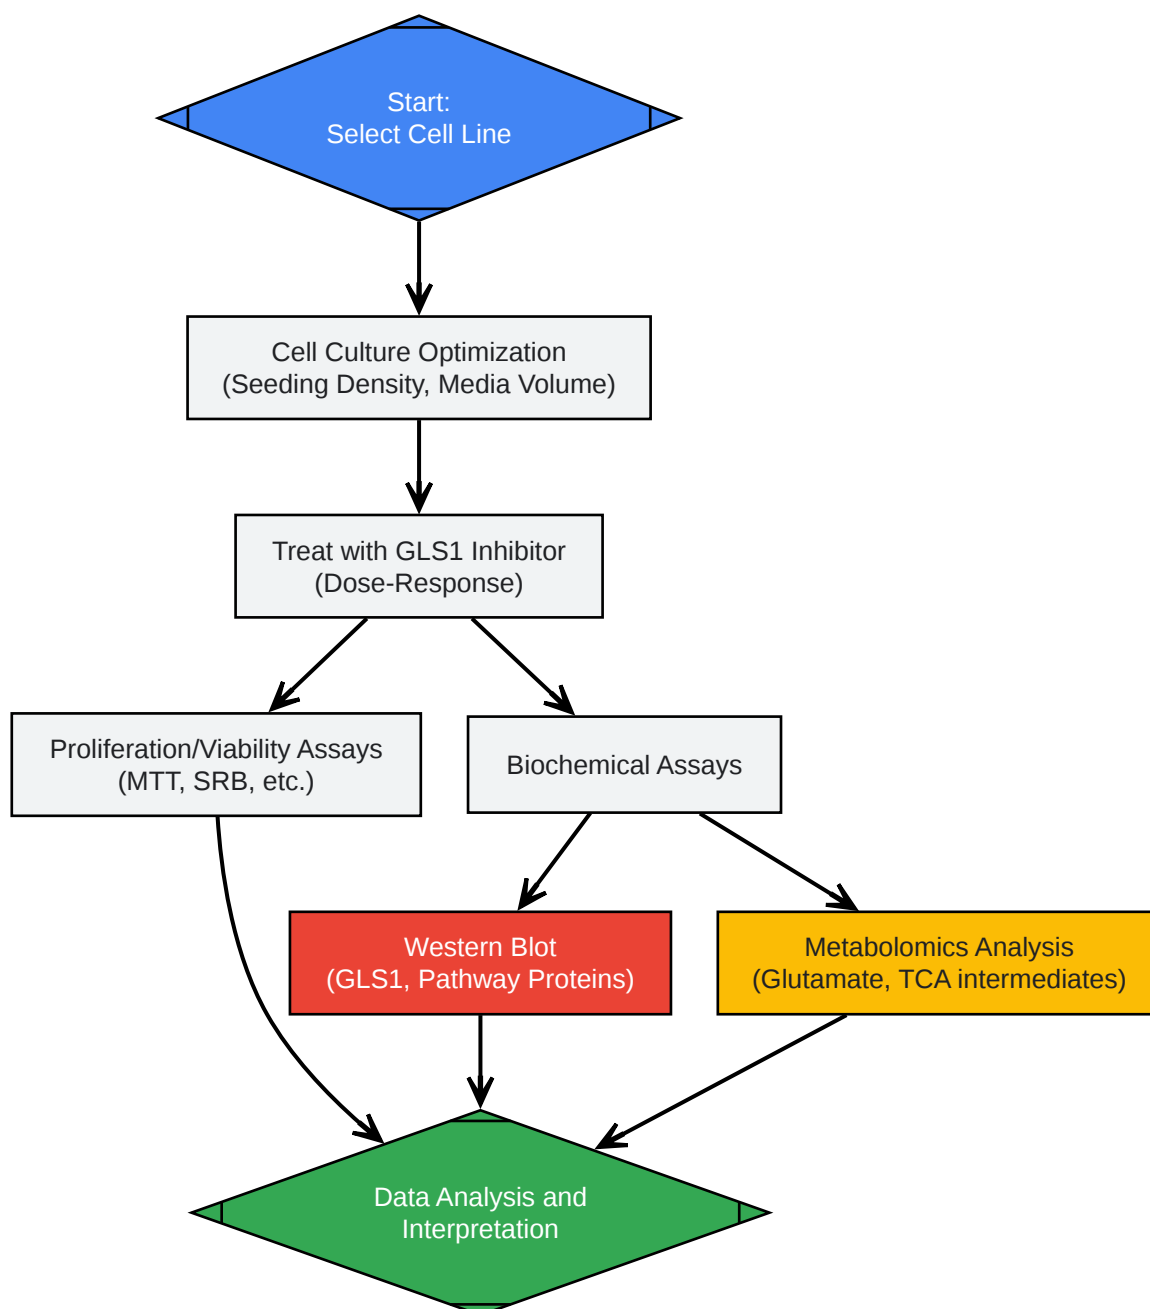 Start:
Select Cell Line
Cell Culture Optimization
(Seeding Density, Media Volume)
Treat with GLS1 Inhibitor
(Dose-Response)
Proliferation/Viability Assays
(MTT, SRB, etc.)
Biochemical Assays
Western Blot
(GLS1, Pathway Proteins)
Metabolomics Analysis
(Glutamate, TCA intermediates)
Data Analysis and
Interpretation